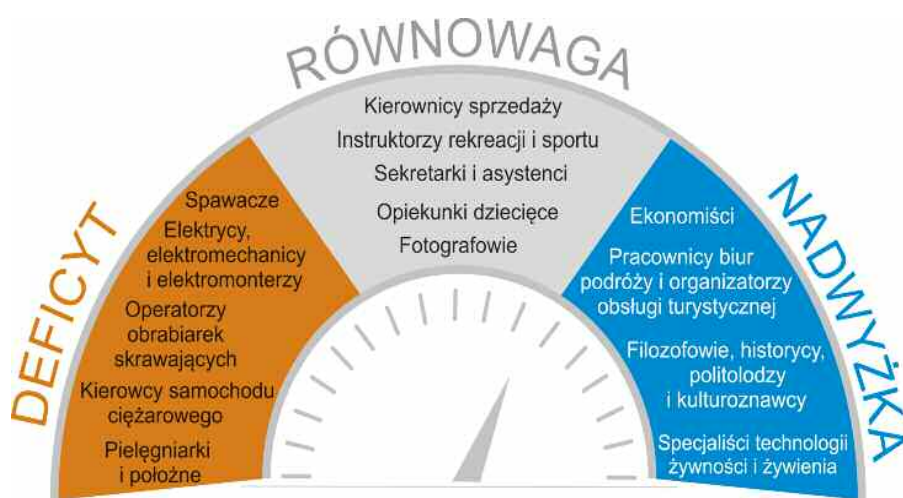 RÓWNOWAGA
Kierownicy sprzedaży
Instruktorzy rekreacji i sportu
Sekretarki i asystenci
Opiekunki dziecięce
Fotografowie
DEFICYT
Spawacze
Elektrycy,
elektromechanicy
i elektromonterzy
Operatorzy
obrabiarek
skrawających
Kierowcy samochodu
ciężarowego
Pielęgniarki
i położne
NADWYŻKA
Ekonomiści
Pracownicy biur
podróży i organizatorzy
obsługi turystycznej
Filozofowie, historycy,
politolodzy
i kulturoznawcy
Specjaliści technologii
żywności i żywienia